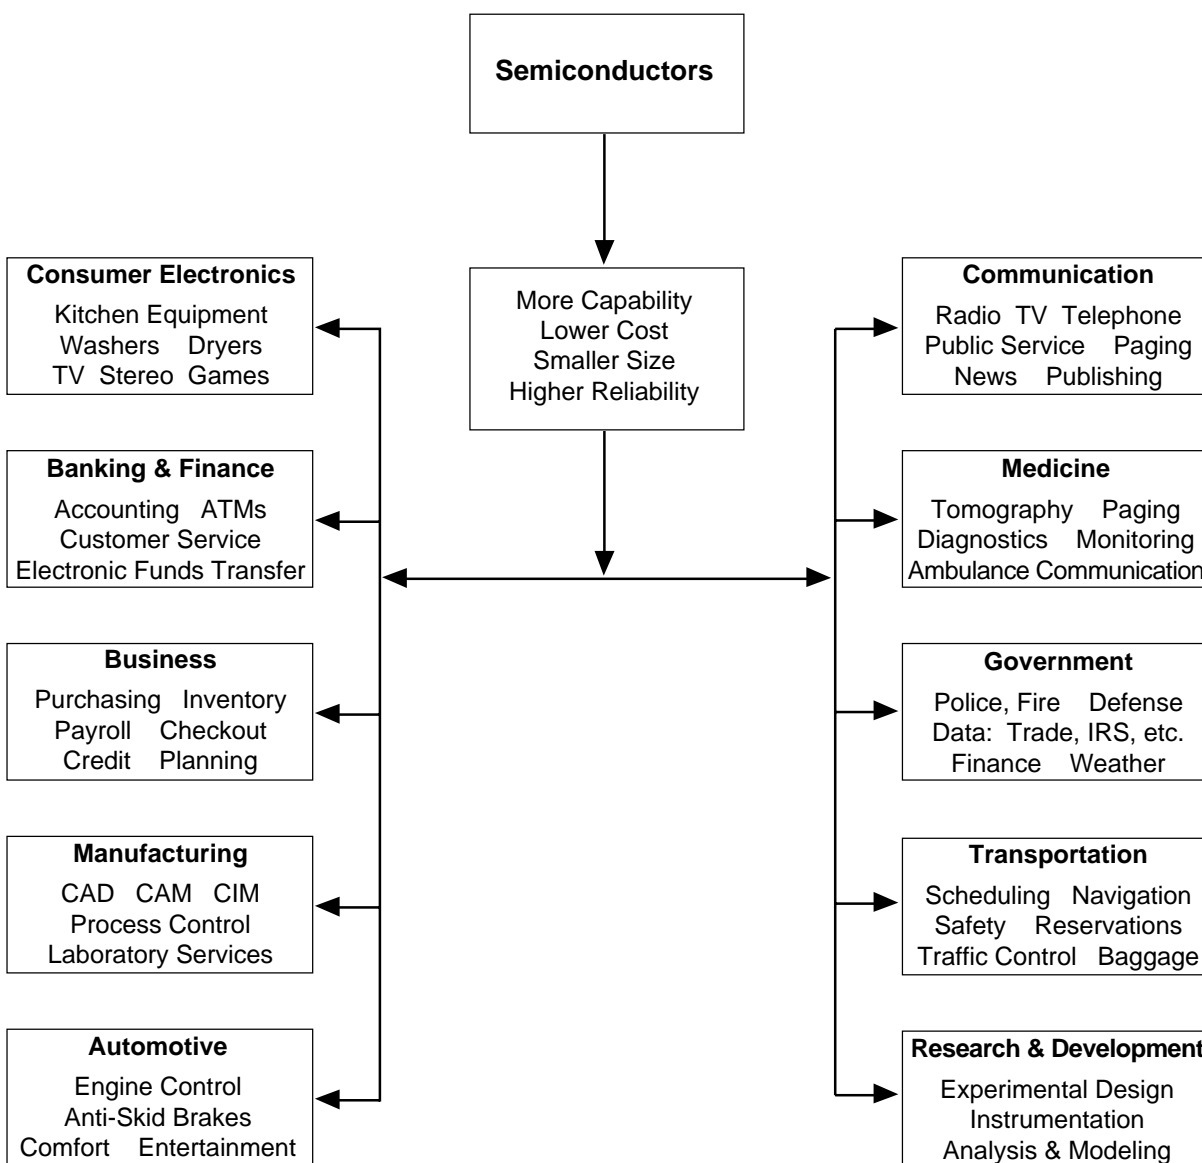 Semiconductors
More Capability
Lower Cost
Smaller Size
Higher Reliability
Consumer Electronics
Kitchen Equipment
Washers Dryers
TV Stereo Games
Banking & Finance
Accounting ATMs
Customer Service
Electronic Funds Transfer
Business
Purchasing Inventory
Payroll Checkout
Credit Planning
Manufacturing
CAD CAM CIM
Process Control
Laboratory Services
Automotive
Engine Control
Anti-Skid Brakes
Comfort Entertainment
Communication
Radio TV Telephone
Public Service Paging
News Publishing
Medicine
Tomography Paging
Diagnostics Monitoring
Ambulance Communication
Government
Police, Fire Defense
Data: Trade, IRS, etc.
Finance Weather
Transportation
Scheduling Navigation
Safety Reservations
Traffic Control Baggage
Research & Development
Experimental Design
Instrumentation
Analysis & Modeling